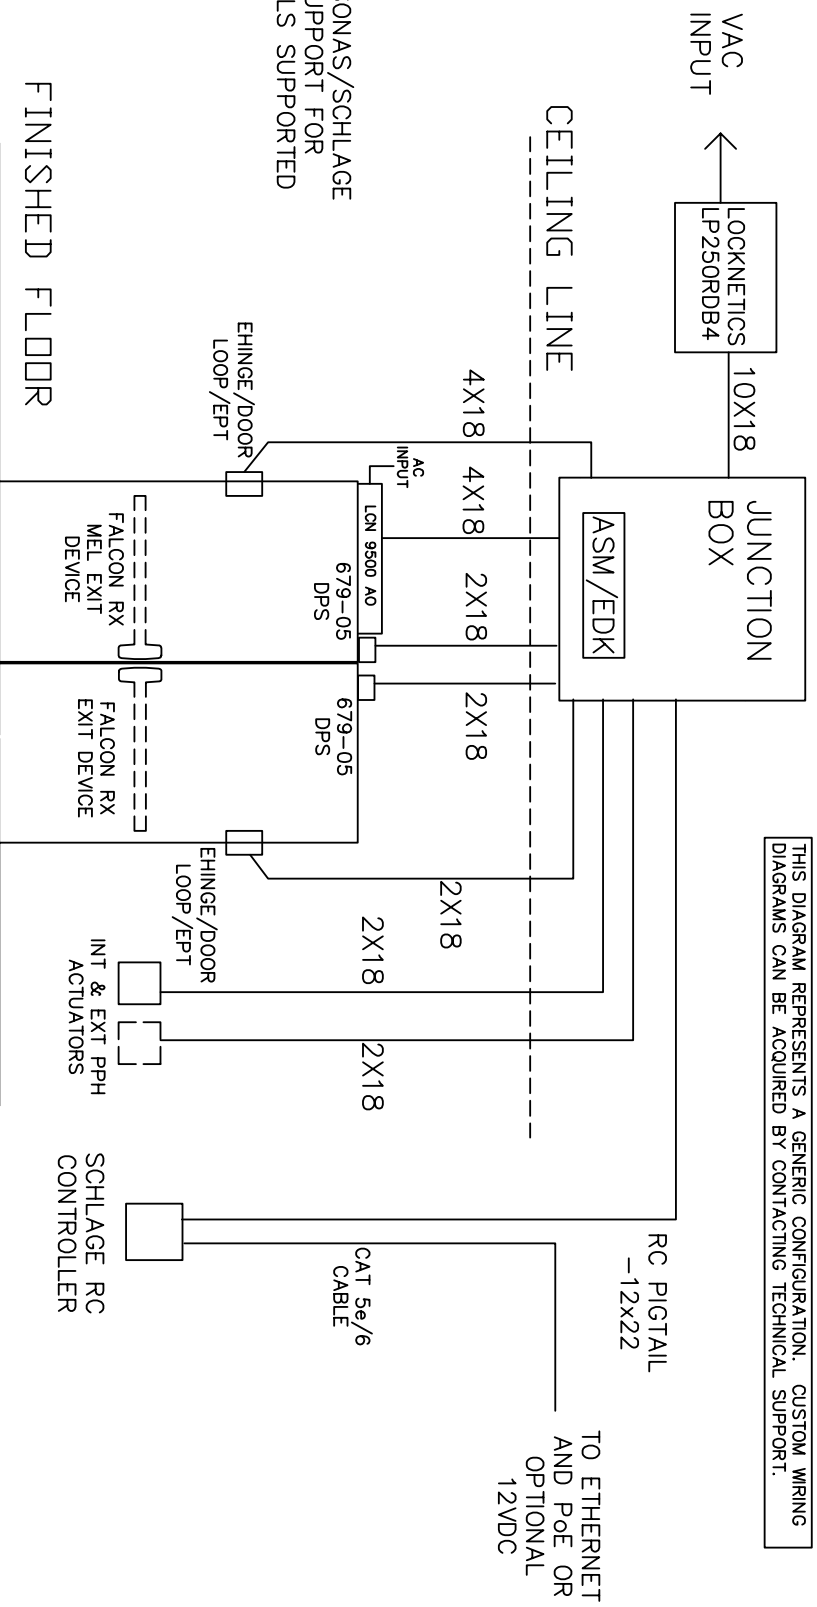 THIS DIAGRAM REPRESENTS A GENERIC CONFIGURATION. CUSTOM WIRING
DIAGRAMS CAN BE ACQUIRED BY CONTACTING TECHNICAL SUPPORT.
VAC
INPUT
LOCKNETICS
LP250RDB4
10X18
JUNCTION
BOX
ASM/EDK
RC PIGTAIL
-12x22
TO ETHERNET
AND PoE OR
OPTIONAL
12VDC
CEILING LINE
4X18
4X18
2X18
2X18
2X18
2X18
2X18
CAT 5e/6
CABLE
/SCHLAGE
FOR
SUPPORTED
AC
INPUT
LCN 9500 AO
679-05
DPS
679-05
DPS
EHINGE/DOOR
LOOP/EPT
EHINGE/DOOR
LOOP/EPT
FALCON RX
MEL EXIT
DEVICE
FALCON RX
EXIT DEVICE
INT & EXT PPH
ACTUATORS
SCHLAGE RC
CONTROLLER
FINISHED FLOOR